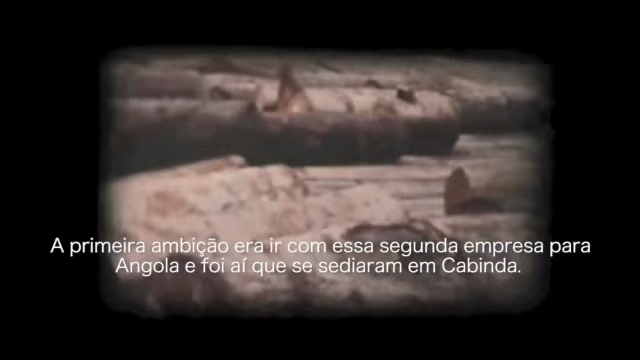 A primeira ambição era ir com essa segunda empresa para
Angola e foi aí que se sediaram em Cabinda.